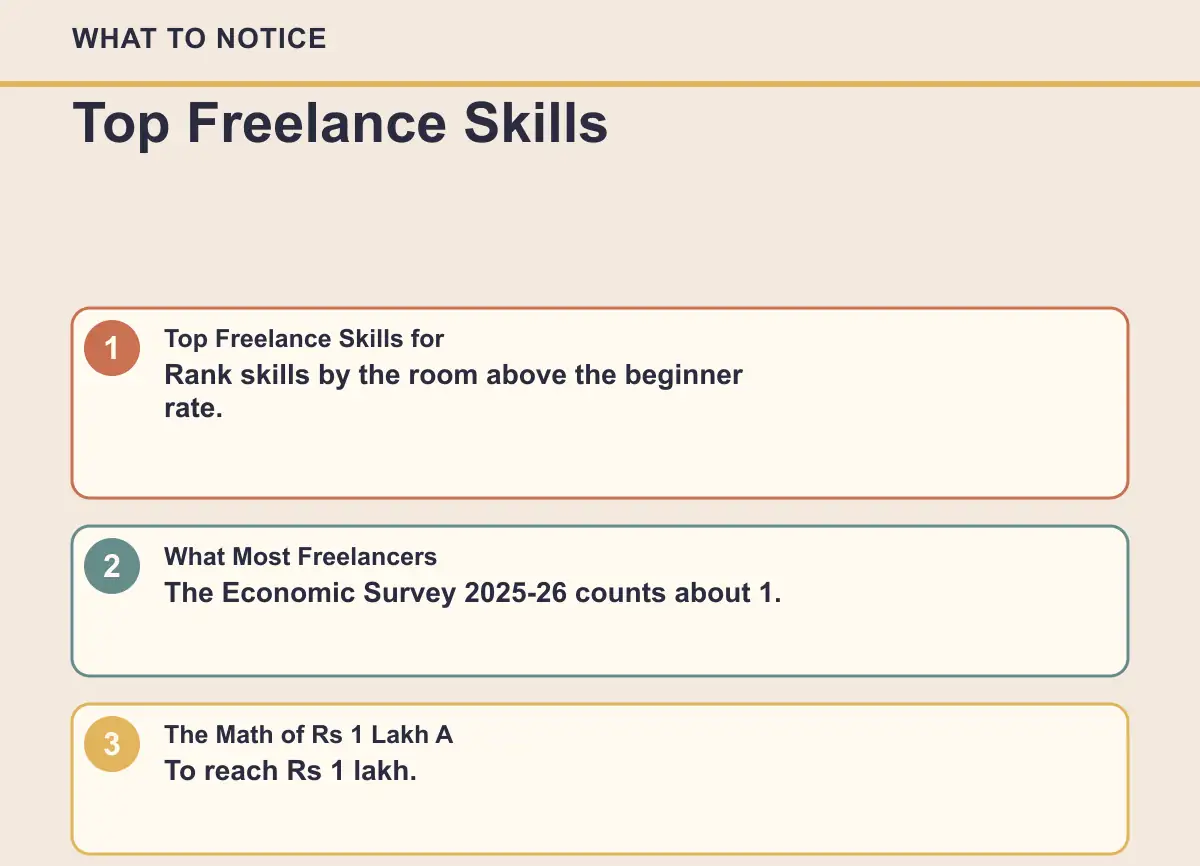 WHAT TO NOTICE
Top Freelance Skills
1
Top Freelance Skills for
Rank skills by the room above the beginner
rate.
2
What Most Freelancers
The Economic Survey 2025-26 counts about 1.
3
The Math of Rs 1 Lakh A
To reach Rs 1 lakh.